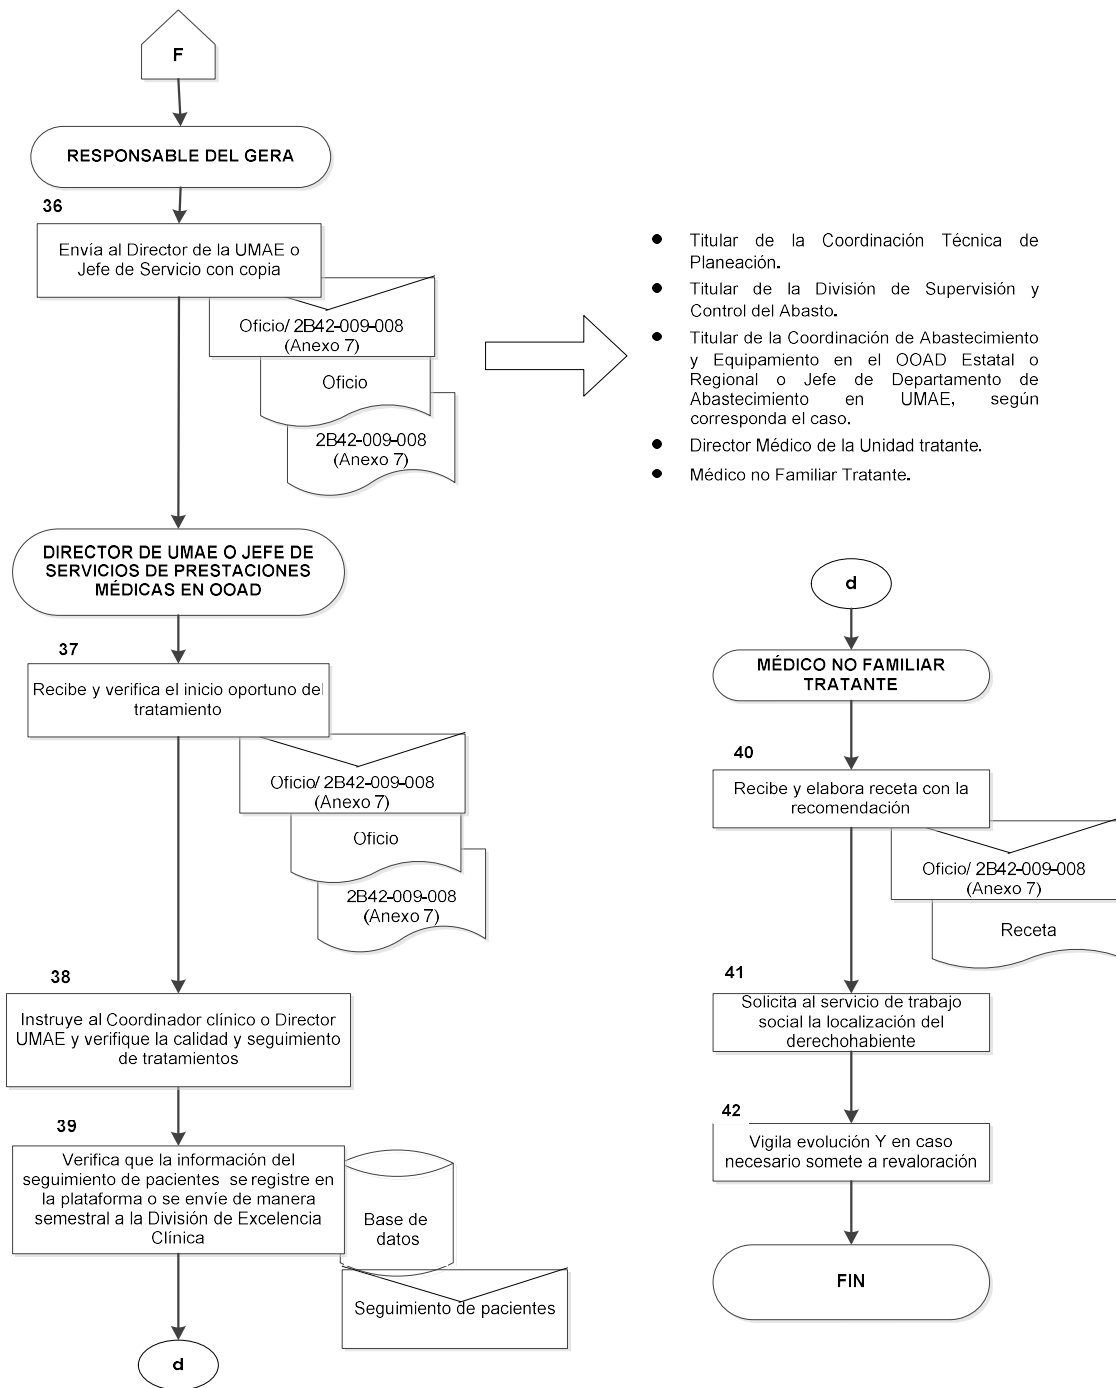 F
RESPONSABLE DEL GERA
36
Envía al Director de la UMAE o
Jefe de Servicio con copia
Oficio/ 2B42-009-008
(Anexo 7)
Oficio
2B42-009-008
(Anexo 7)
● Titular de la Coordinación Técnica de
Planeación.
● Titular de la División de Supervisión y
Control del Abasto.
● Titular de la Coordinación de Abastecimiento
y Equipamiento en el OOAD Estatal o
Regional o Jefe de Departamento de
Abastecimiento en UMAE, según
corresponda el caso.
● Director Médico de la Unidad tratante.
● Médico no Familiar Tratante.
DIRECTOR DE UMAE O JEFE DE
SERVICIOS DE PRESTACIONES
MÉDICAS EN OOAD
37
Recibe y verifica el inicio oportuno del
tratamiento
Oficio/ 2B42-009-008
(Anexo 7)
Oficio
2B42-009-008
(Anexo 7)
38
Instruye al Coordinador clínico o Director
UMAE y verifique la calidad y seguimiento
de tratamientos
39
Verifica que la información del
seguimiento de pacientes se registre en
la plataforma o se envíe de manera
semestral a la División de Excelencia
Clínica
Base de
datos
Seguimiento de pacientes
d
d
MÉDICO NO FAMILIAR
TRATANTE
40
Recibe y elabora receta con la
recomendación
Oficio/ 2B42-009-008
(Anexo 7)
Receta
41
Solicita al servicio de trabajo
social la localización del
derechohabiente
42
Vigila evolución Y en caso
necesario somete a revaloración
FIN